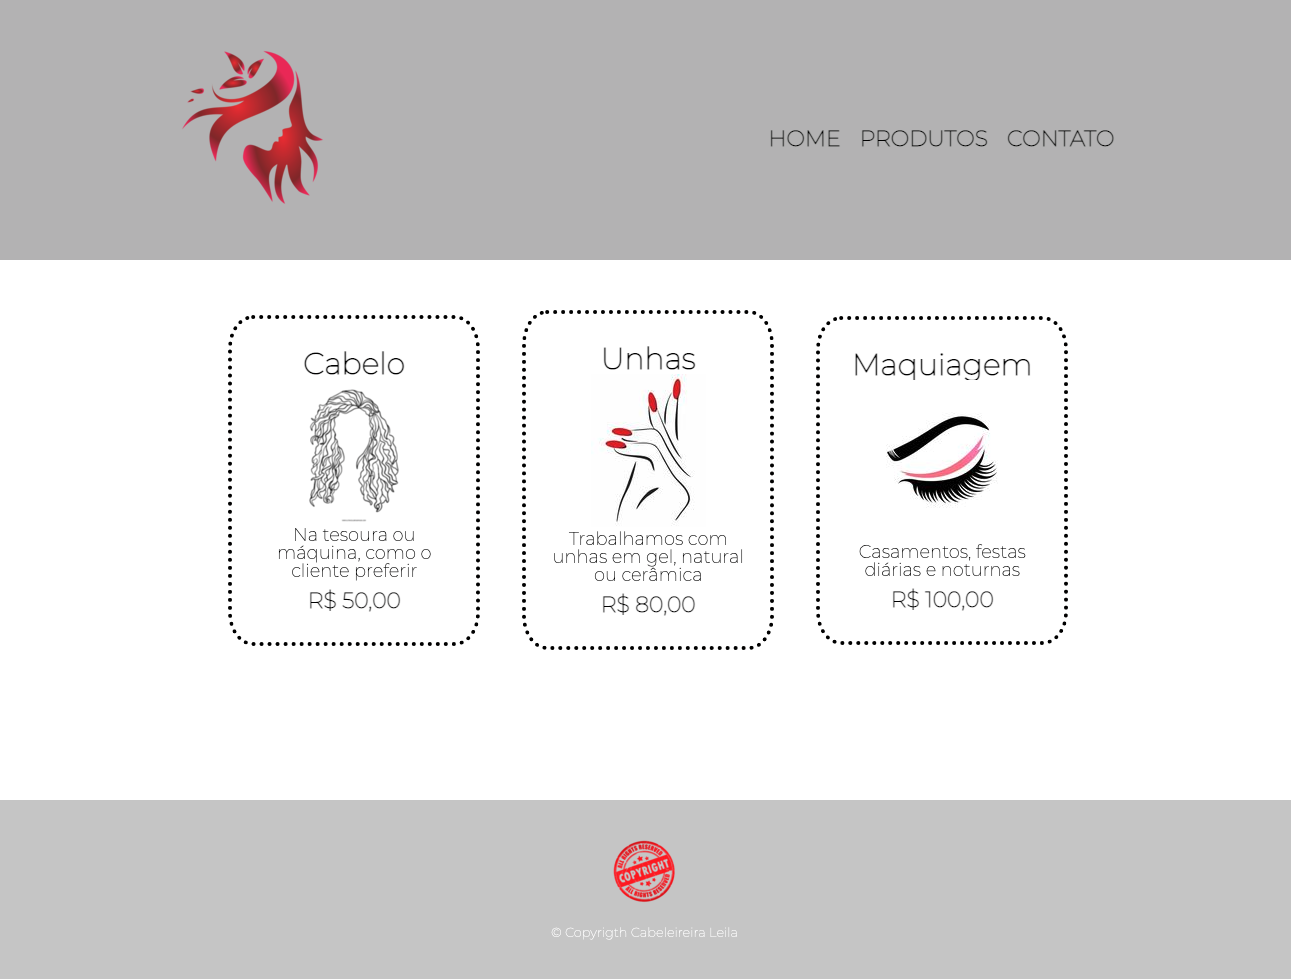 HOME PRODUTOS CONTATO
Cabelo
Na tesoura ou
máquina, como o
cliente preferir
R$ 50,00
Unhas
Trabalhamos com
unhas em gel, natural
ou cerâmica
R$ 80,00
Maquiagem
Casamentos, festas
diárias e noturnas
R$ 100,00
ALL RIGHTS RESERVED
COPYRIGHT
ALL RIGHTS RESERVED
© Copyrigth Cabeleireira Leila